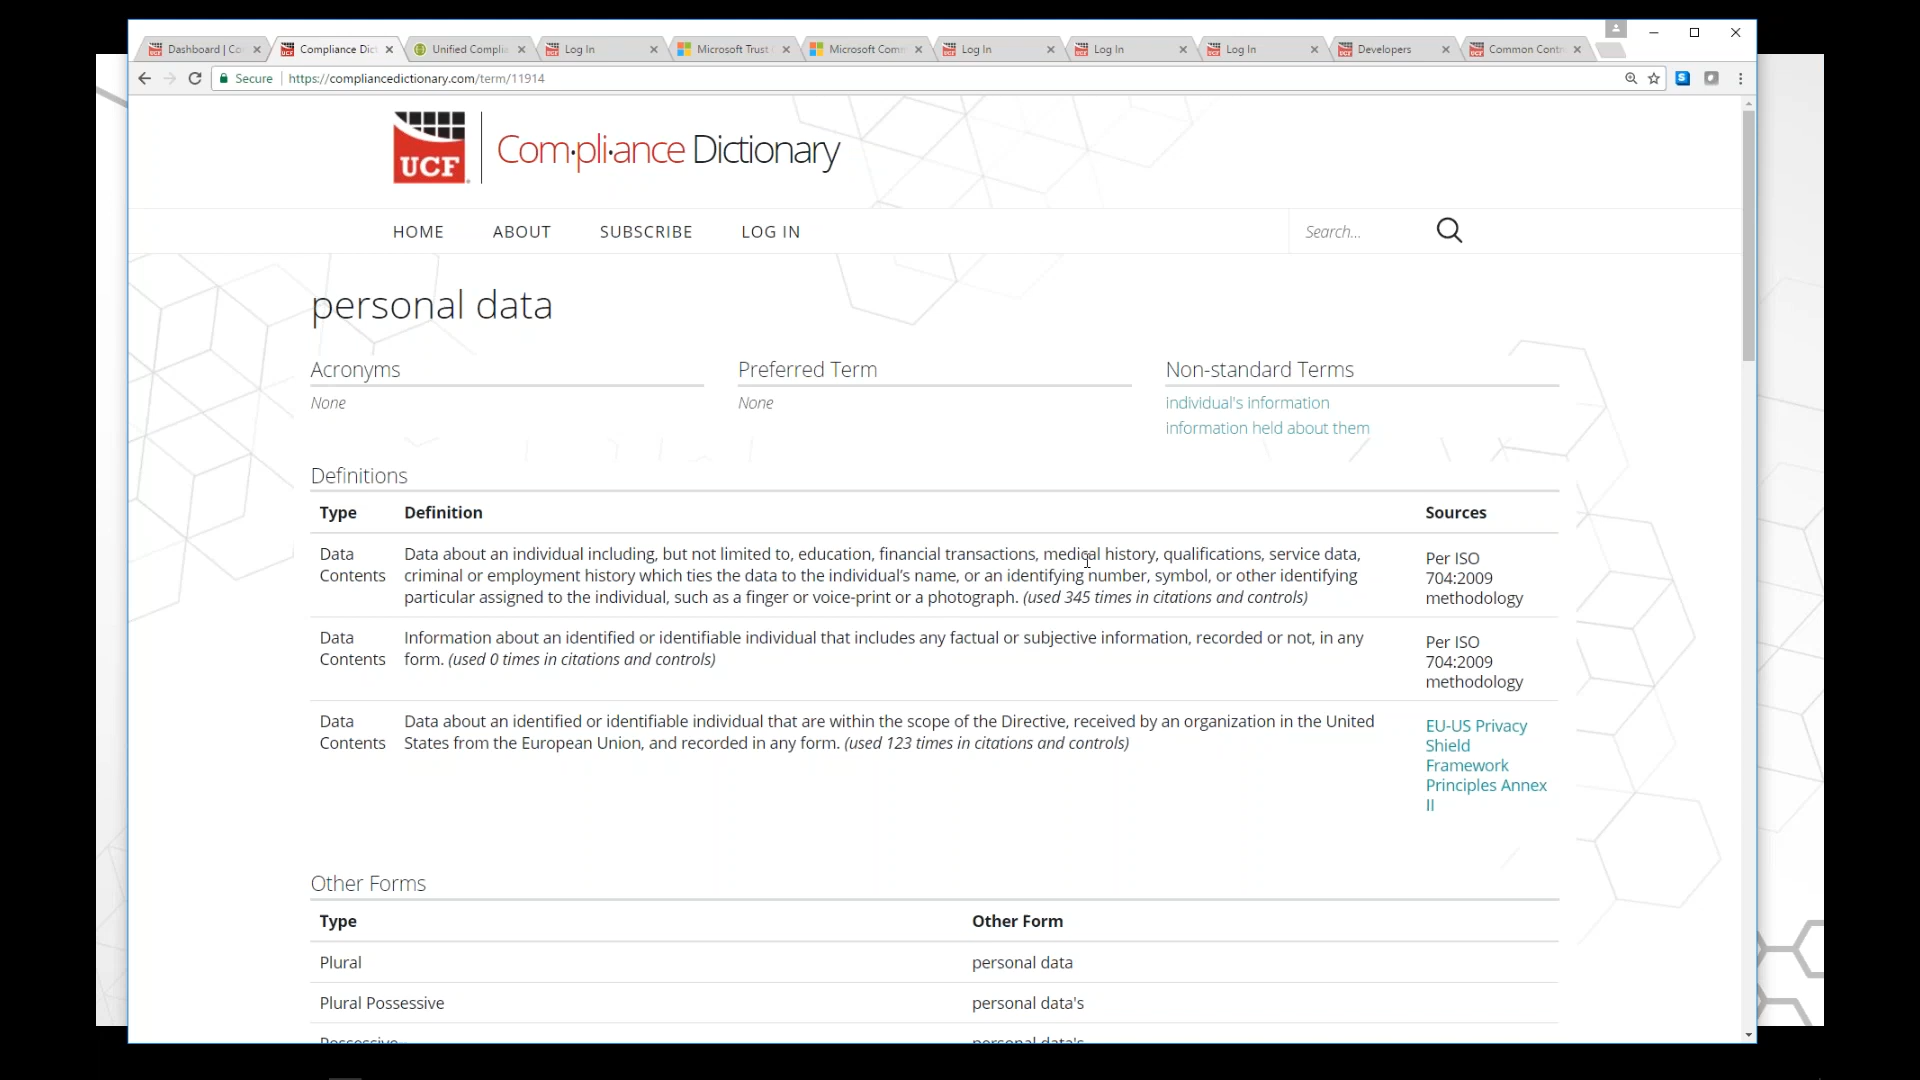 Dashboard | Co
Compliance Dict
Unified Complia
Log In
Microsoft Trust
Microsoft Com
Log In
Log In
Log In
Developers
Common Contr
Secure
https://compliancedictionary.com/term/11914
UCF
Com·pli·ance Dictionary
HOME ABOUT SUBSCRIBE LOG IN Search...
personal data
Acronyms Preferred Term Non-standard Terms
None None individual's information
information held about them
Definitions
Type Definition Sources
Data Contents
Data about an individual including, but not limited to, education, financial transactions, medical history, qualifications, service data,
criminal or employment history which ties the data to the individual's name, or an identifying number, symbol, or other identifying
particular assigned to the individual, such as a finger or voice-print or a photograph. (used 345 times in citations and controls)
Per ISO
704:2009
methodology
Data Contents
Information about an identified or identifiable individual that includes any factual or subjective information, recorded or not, in any
form. (used 0 times in citations and controls)
Per ISO
704:2009
methodology
Data Contents
Data about an identified or identifiable individual that are within the scope of the Directive, received by an organization in the United
States from the European Union, and recorded in any form. (used 123 times in citations and controls)
EU-US Privacy
Shield
Framework
Principles Annex
II
Other Forms
Type Other Form
Plural personal data
Plural Possessive personal data's
Possessive personal data's